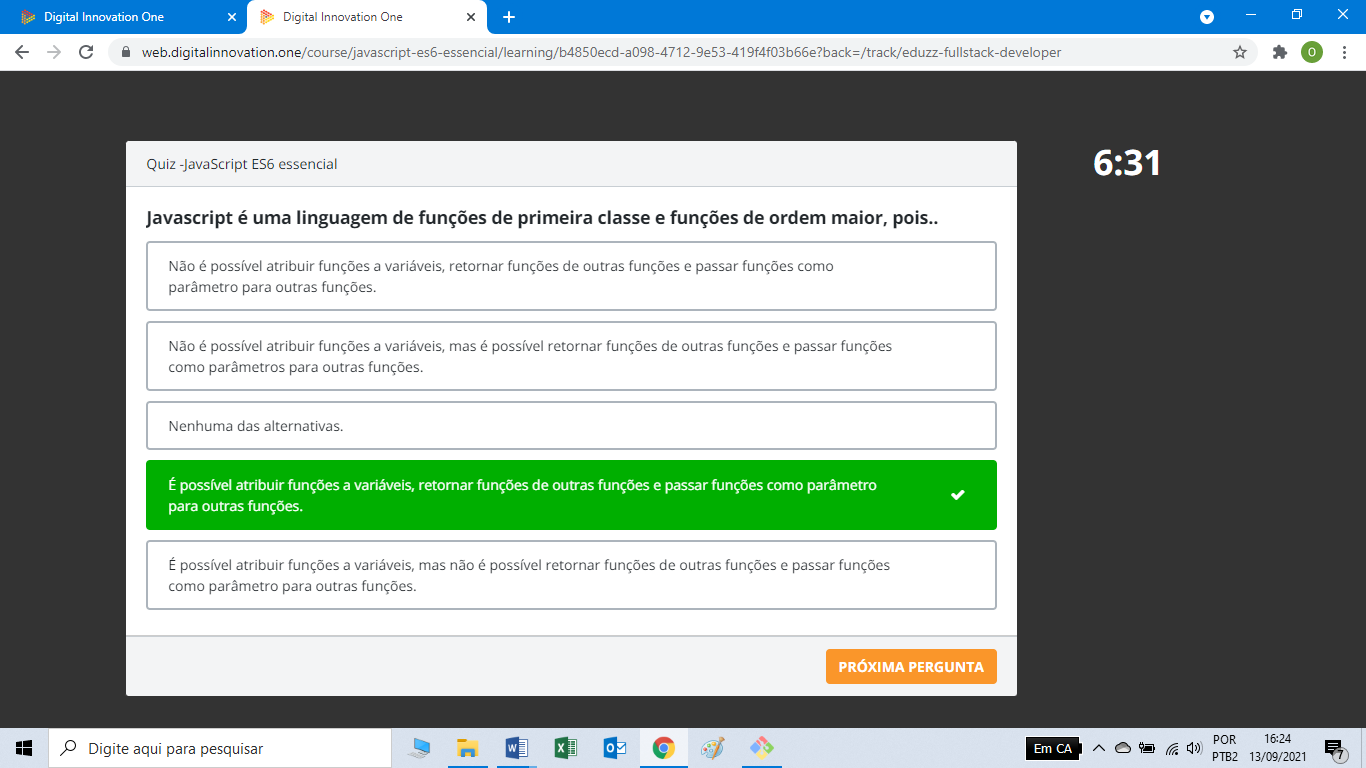 Digital Innovation One
Digital Innovation One
web.digitalinnovation.one/course/javascript-es6-essencial/learning/b4850ecd-a098-4712-9e53-419f4f03b66e?back=/track/eduzz-fullstack-developer
O
Quiz -JavaScript ES6 essencial
6:31
Javascript é uma linguagem de funções de primeira classe e funções de ordem maior, pois..
Não é possível atribuir funções a variáveis, retornar funções de outras funções e passar funções como
parâmetro para outras funções.
Não é possível atribuir funções a variáveis, mas é possível retornar funções de outras funções e passar funções
como parâmetros para outras funções.
Nenhuma das alternativas.
É possível atribuir funções a variáveis, retornar funções de outras funções e passar funções como parâmetro
para outras funções.
É possível atribuir funções a variáveis, mas não é possível retornar funções de outras funções e passar funções
como parâmetro para outras funções.
PRÓXIMA PERGUNTA
Digite aqui para pesquisar
Em CA
POR
PTB2
16:24
13/09/2021
7